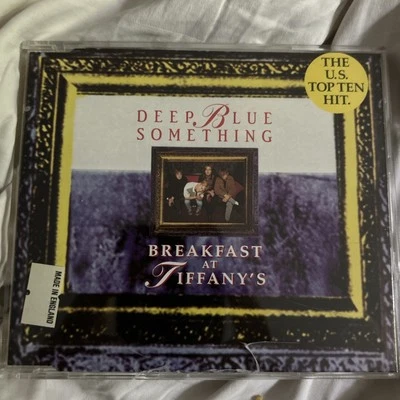 THE
U.S.
TOP TEN
HIT.
DEEP BLUE
SOMETHING
BREAKFAST
AT
TIFFANY'S
MADE IN ENGLAND